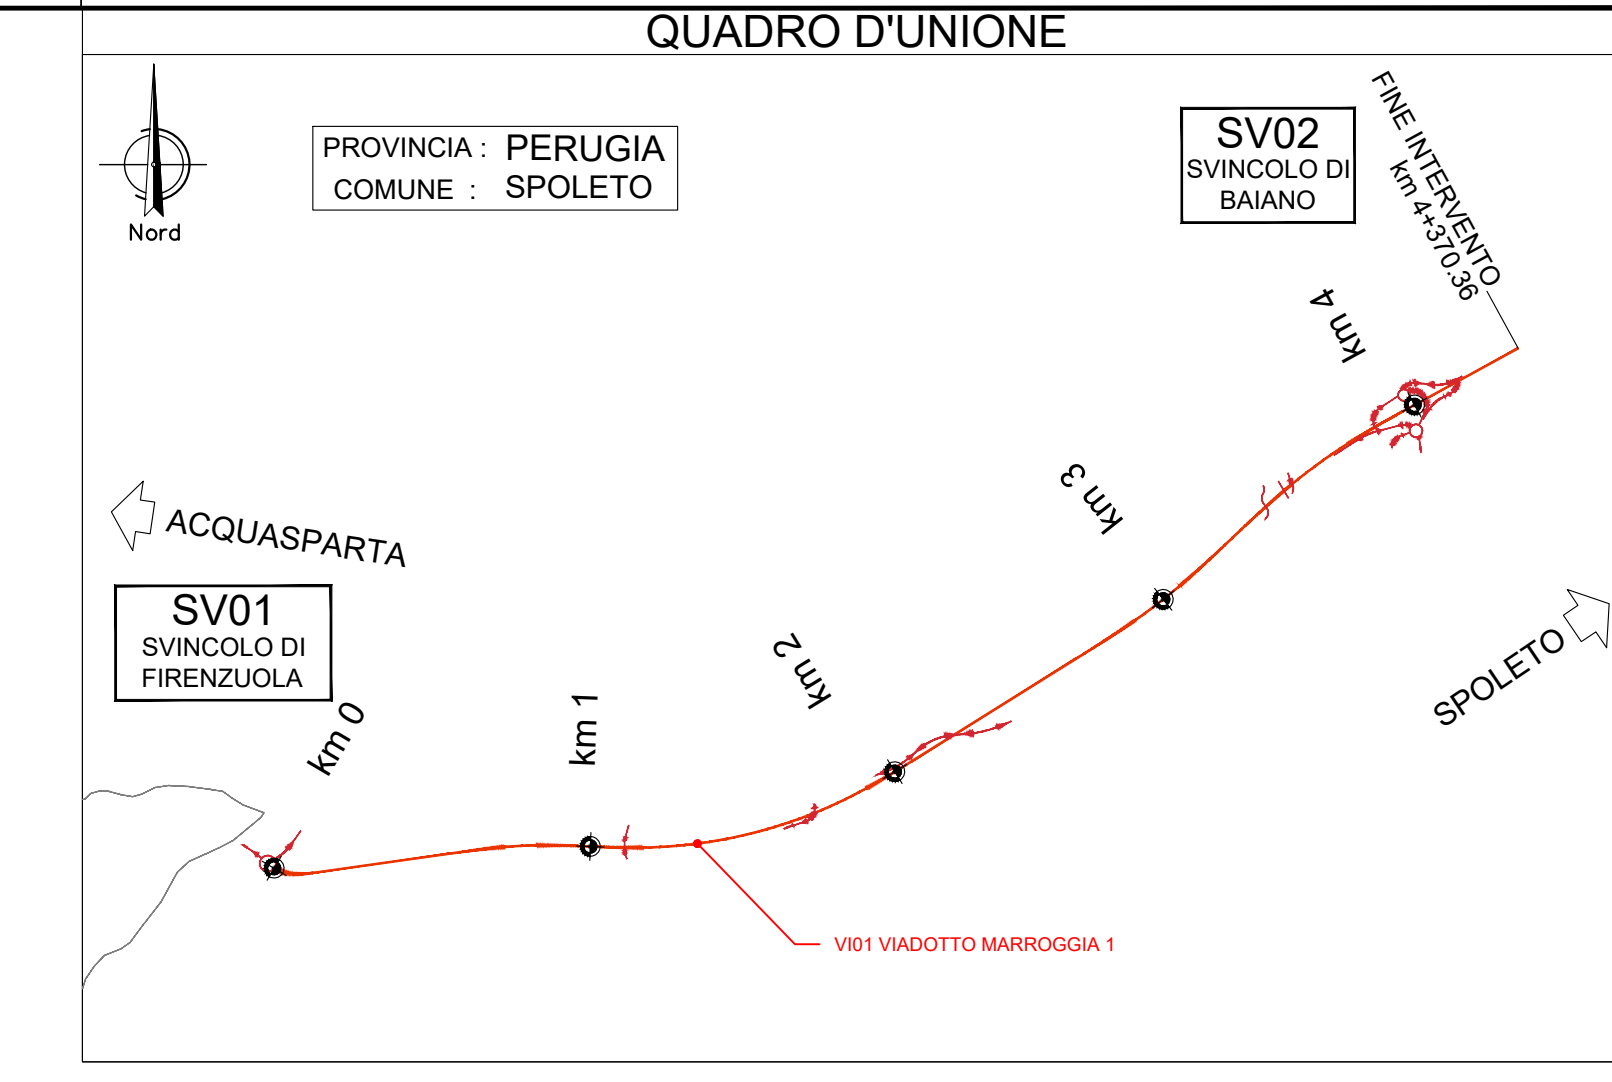 QUADRO D'UNIONE
Nord
PROVINCIA : PERUGIA
COMUNE : SPOLETO
SV02
SVINCOLO DI
BAIANO
FINE INTERVENTO
km 4+370.36
km 4
km 3
ACQUASPARTA
SV01
SVINCOLO DI
FIRENZUOLA
km 2
SPOLETO
km 1
km 0
VI01 VIADOTTO MARROGGIA 1